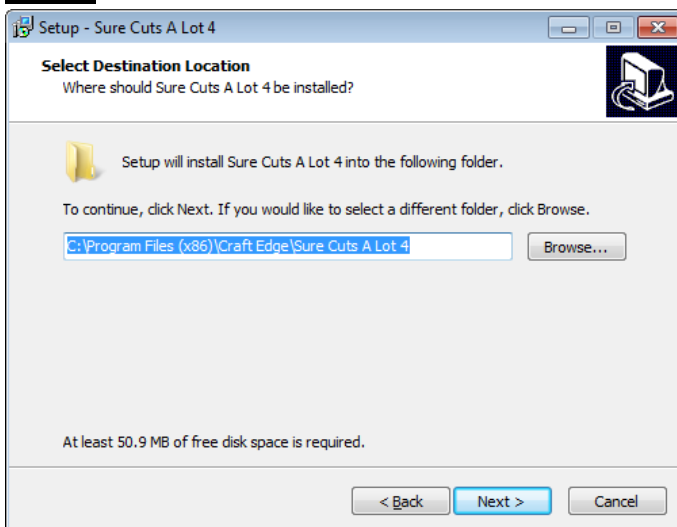 Setup - Sure Cuts A Lot 4
Select Destination Location
Where should Sure Cuts A Lot 4 be installed?
Setup will install Sure Cuts A Lot 4 into the following folder.
To continue, click Next. If you would like to select a different folder, click Browse.
C:\Program Files (x86)\Craft Edge\Sure Cuts A Lot 4
Browse...
At least 50.9 MB of free disk space is required.
< Back
Next >
Cancel